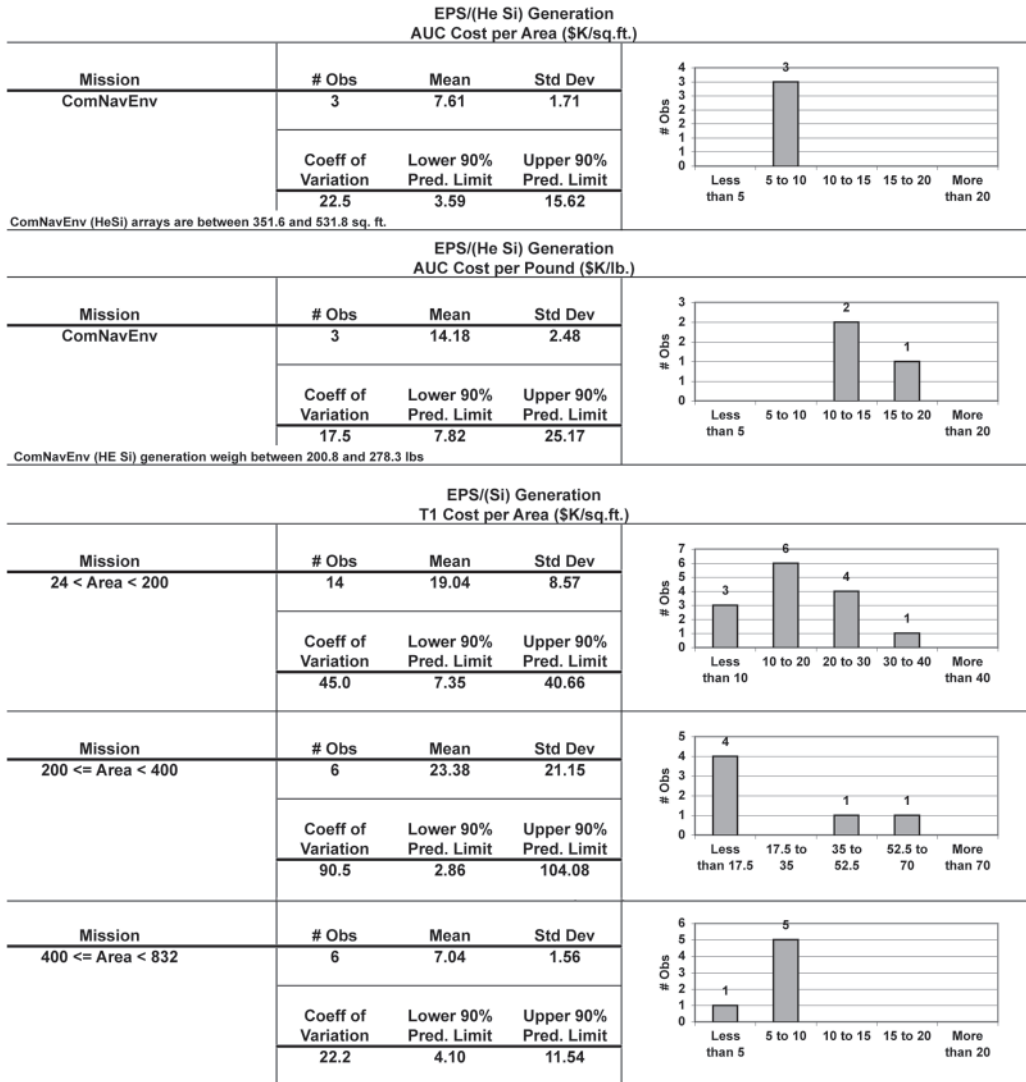 EPS/(He Si) Generation
AUC Cost per Area ($K/sq.ft.)
Mission # Obs Mean Std Dev
ComNavEnv 3 7.61 1.71
Coeff of Lower 90% Upper 90%
Variation Pred. Limit Pred. Limit
22.5 3.59 15.62
ComNavEnv (HeSi) arrays are between 351.6 and 531.8 sq. ft.
# Obs
4
3
3
2
2
1
1
0
3
Less 5 to 10 10 to 15 15 to 20 More
than 5 than 20
EPS/(He Si) Generation
AUC Cost per Pound ($K/lb.)
Mission # Obs Mean Std Dev
ComNavEnv 3 14.18 2.48
Coeff of Lower 90% Upper 90%
Variation Pred. Limit Pred. Limit
17.5 7.82 25.17
ComNavEnv (HE Si) generation weigh between 200.8 and 278.3 lbs
# Obs
3
2
2
1
1
0
2
1
Less 5 to 10 10 to 15 15 to 20 More
than 5 than 20
EPS/(Si) Generation
T1 Cost per Area ($K/sq.ft.)
Mission # Obs Mean Std Dev
24 < Area < 200 14 19.04 8.57
Coeff of Lower 90% Upper 90%
Variation Pred. Limit Pred. Limit
45.0 7.35 40.66
# Obs
7
6
5
4
3
2
1
0
3
6
4
1
Less 10 to 20 20 to 30 30 to 40 More
than 10 than 40
Mission # Obs Mean Std Dev
200 <= Area < 400 6 23.38 21.15
Coeff of Lower 90% Upper 90%
Variation Pred. Limit Pred. Limit
90.5 2.86 104.08
# Obs
5
4
3
2
1
0
4
1
1
Less 17.5 to 35 to 52.5 to More
than 17.5 35 52.5 70 than 70
Mission # Obs Mean Std Dev
400 <= Area < 832 6 7.04 1.56
Coeff of Lower 90% Upper 90%
Variation Pred. Limit Pred. Limit
22.2 4.10 11.54
# Obs
6
5
4
3
2
1
0
1
5
Less 5 to 10 10 to 15 15 to 20 More
than 5 than 20